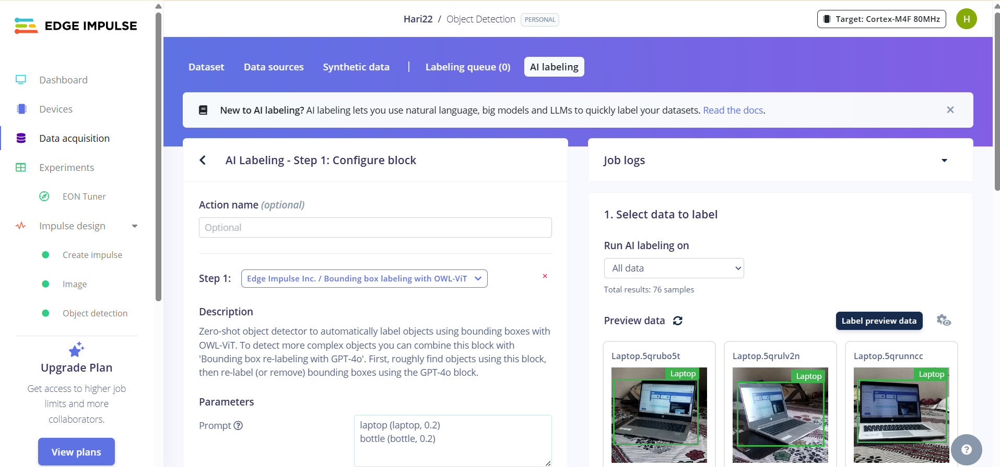 EDGE IMPULSE
Hari22 / Object Detection PERSONAL
Target: Cortex-M4F 80MHz
H
Dashboard
Devices
Data acquisition
Experiments
EON Tuner
Impulse design
Create impulse
Image
Object detection
Upgrade Plan
Get access to higher job
limits and more
collaborators.
View plans
Dataset
Data sources
Synthetic data
Labeling queue (0)
AI labeling
New to AI labeling? AI labeling lets you use natural language, big models and LLMs to quickly label your datasets. Read the docs.
AI Labeling - Step 1: Configure block
Action name (optional)
Optional
Step 1:
Edge Impulse Inc. / Bounding box labeling with OWL-ViT
Description
Zero-shot object detector to automatically label objects using bounding boxes with
OWL-ViT. To detect more complex objects you can combine this block with
'Bounding box re-labeling with GPT-4o'. First, roughly find objects using this block,
then re-label (or remove) bounding boxes using the GPT-4o block.
Parameters
Prompt
laptop (laptop, 0.2)
bottle (bottle, 0.2)
Job logs
1. Select data to label
Run AI labeling on
All data
Total results: 76 samples
Preview data
Label preview data
Laptop.5qrubo5t
Laptop
Laptop.5qrulv2n
Laptop
Laptop.5qrunncc
Laptop